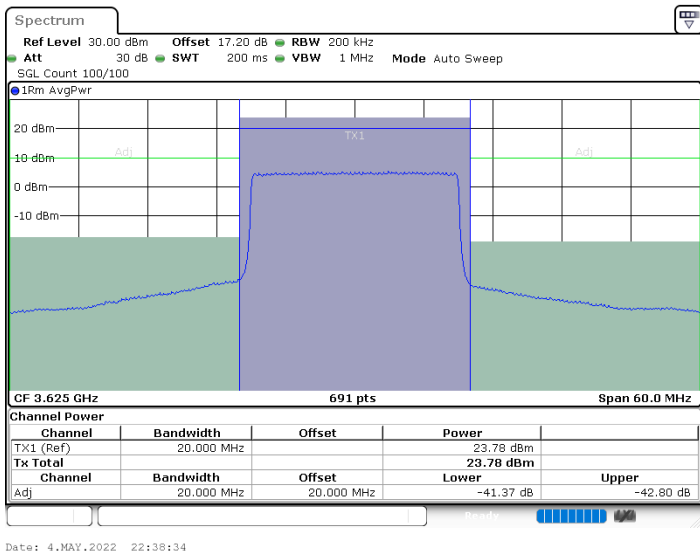 Spectrum
Ref Level 30.00 dBm Offset 17.20 dB RBW 200 kHz
Att 30 dB SWT 200 ms VBW 1 MHz Mode Auto Sweep
SGL Count 100/100
1Rm AvgPwr
20 dBm
TX1
10 dBm Adj Adj
0 dBm
-10 dBm
CF 3.625 GHz 691 pts Span 60.0 MHz
Channel Power
Channel Bandwidth Offset Power
TX1 (Ref) 20.000 MHz 23.78 dBm
Tx Total 23.78 dBm
Channel Bandwidth Offset Lower Upper
Adj 20.000 MHz 20.000 MHz -41.37 dB -42.80 dB
Ready
Date: 4.MAY.2022 22:38:34